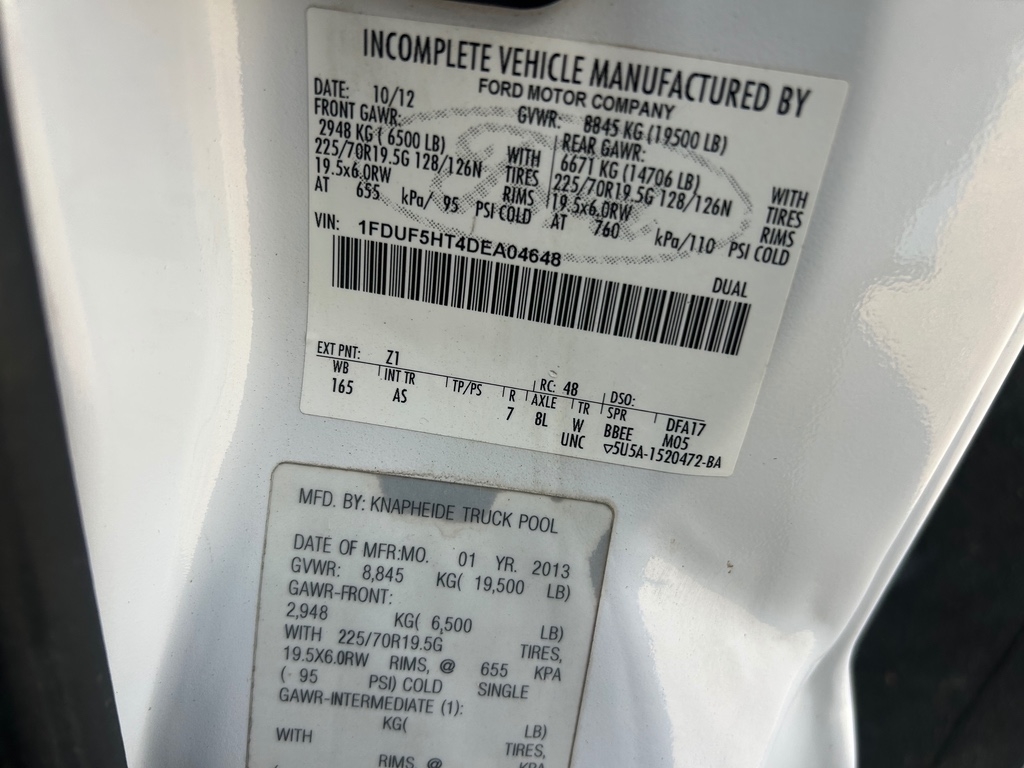 INCOMPLETE VEHICLE MANUFACTURED BY
FORD MOTOR COMPANY
DATE: 10/12 GVWR: 8845 KG (19500 LB)
FRONT GAWR: REAR GAWR:
2948 KG ( 6500 LB) WITH 6671 KG (14706 LB) WITH
225/70R19.5G 128/126N TIRES 225/70R19.5G 128/126N TIRES
19.5x6.0RW RIMS 19.5x6.0RW RIMS
AT 655 kPa/ 95 PSI COLD AT 760 kPa/110 PSI COLD
VIN: 1FDUF5HT4DEA04648
DUAL
EXT PNT: Z1 RC: 48 DSO:
WB INT TR TP/PS R AXLE TR SPR DFA17
165 AS 7 8L W BBEE M05
UNC ▽5U5A-1520472-BA
MFD. BY: KNAPHEIDE TRUCK POOL
DATE OF MFR:MO. 01 YR. 2013
GVWR: 8,845 KG( 19,500 LB)
GAWR-FRONT:
2,948 KG( 6,500 LB)
WITH 225/70R19.5G TIRES,
19.5X6.0RW RIMS, @ 655 KPA
( 95 PSI) COLD SINGLE
GAWR-INTERMEDIATE (1):
KG( LB)
WITH TIRES,
RIMS, @ KPA